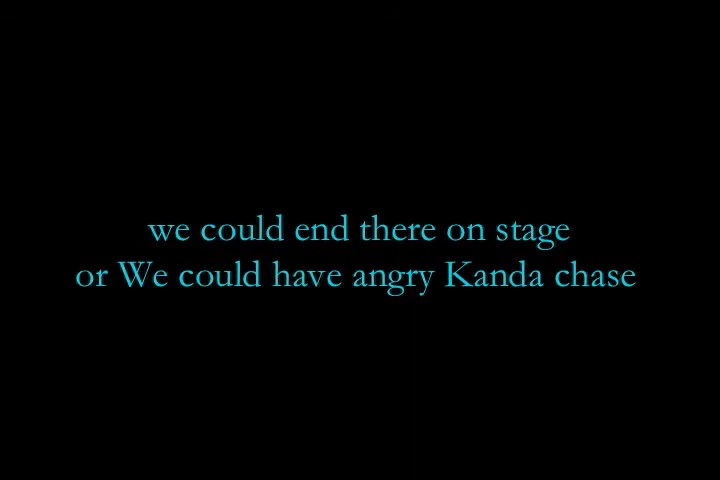 we could end there on stage
or We could have angry Kanda chase